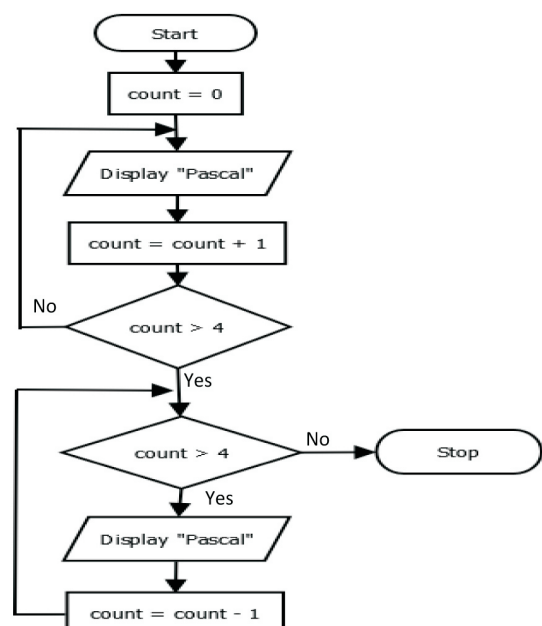 Start
count = 0
Display "Pascal"
count = count + 1
No
count > 4
Yes
count > 4
No
Stop
Yes
Display "Pascal"
count = count - 1